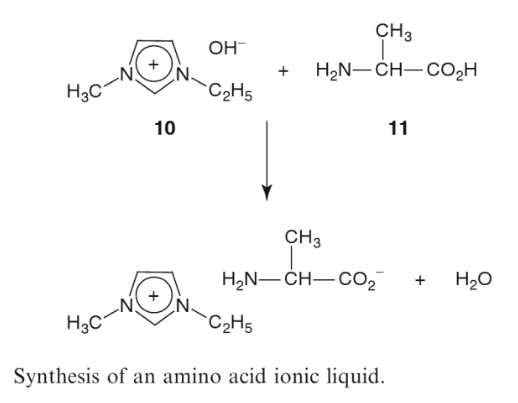 CH₃
OH⁻
+
N
N
+
H₂N—CH—CO₂H
H₃C
C₂H₅
10
11
CH₃
H₂N—CH—CO₂⁻ + H₂O
+
N
N
H₃C
C₂H₅
Synthesis of an amino acid ionic liquid.